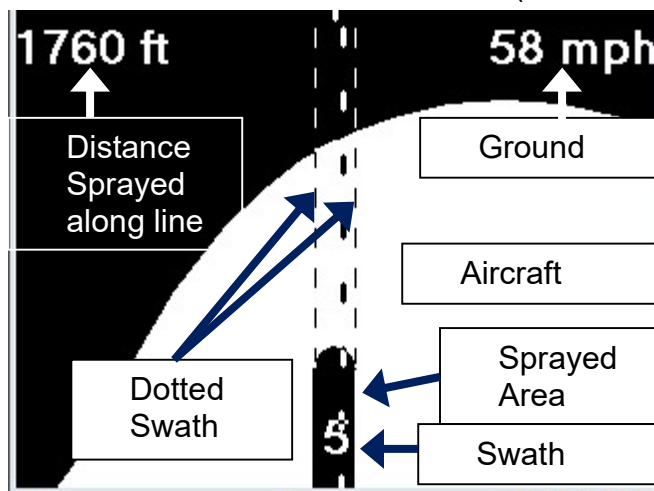 1760 ft
58 mph
Distance
Sprayed
along line
Ground
Aircraft
Sprayed
Area
Dotted
Swath
5
Swath